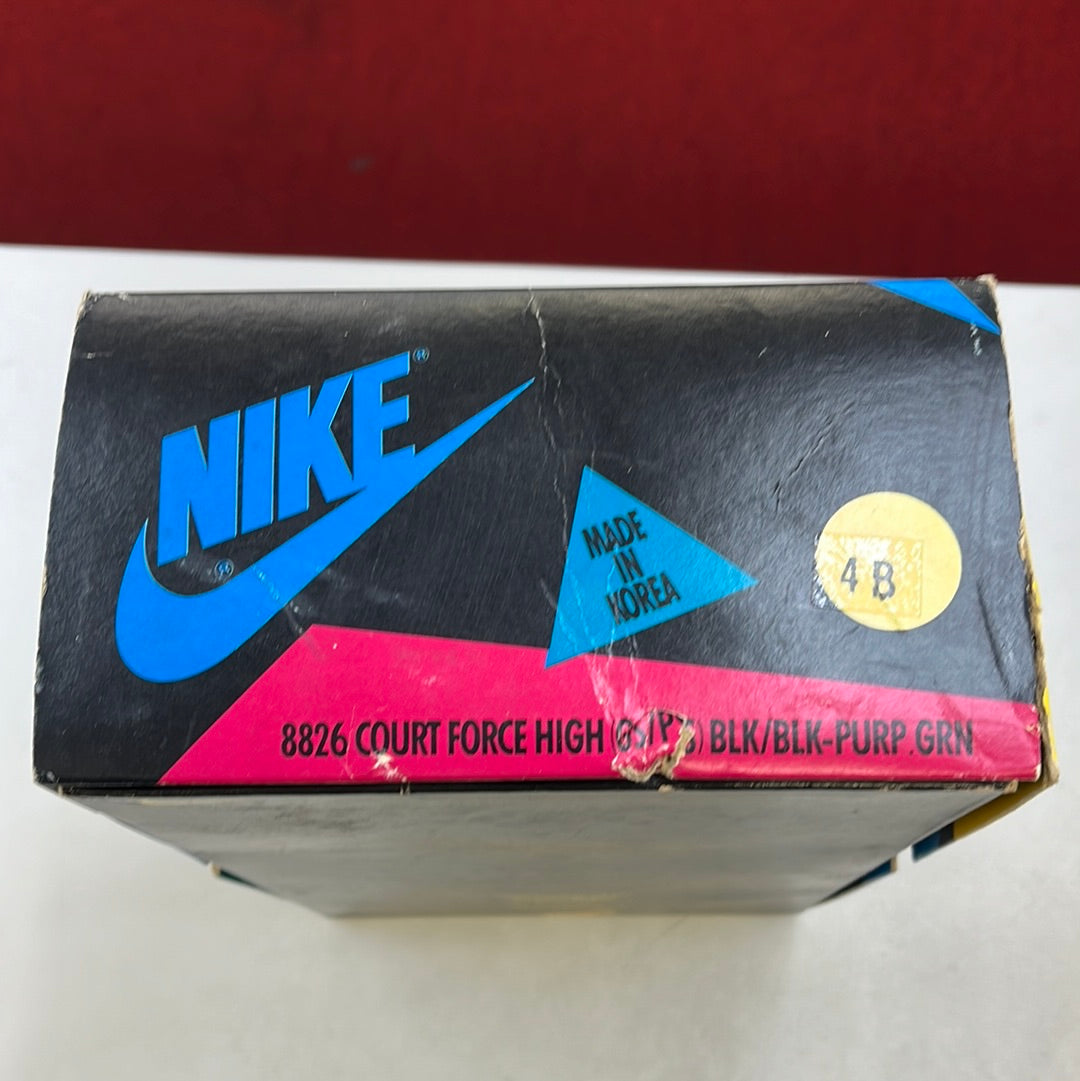 NIKE®
®
MADE
IN
KOREA
4 B
8826 COURT FORCE HIGH BLK/BLK-PURP.GRN